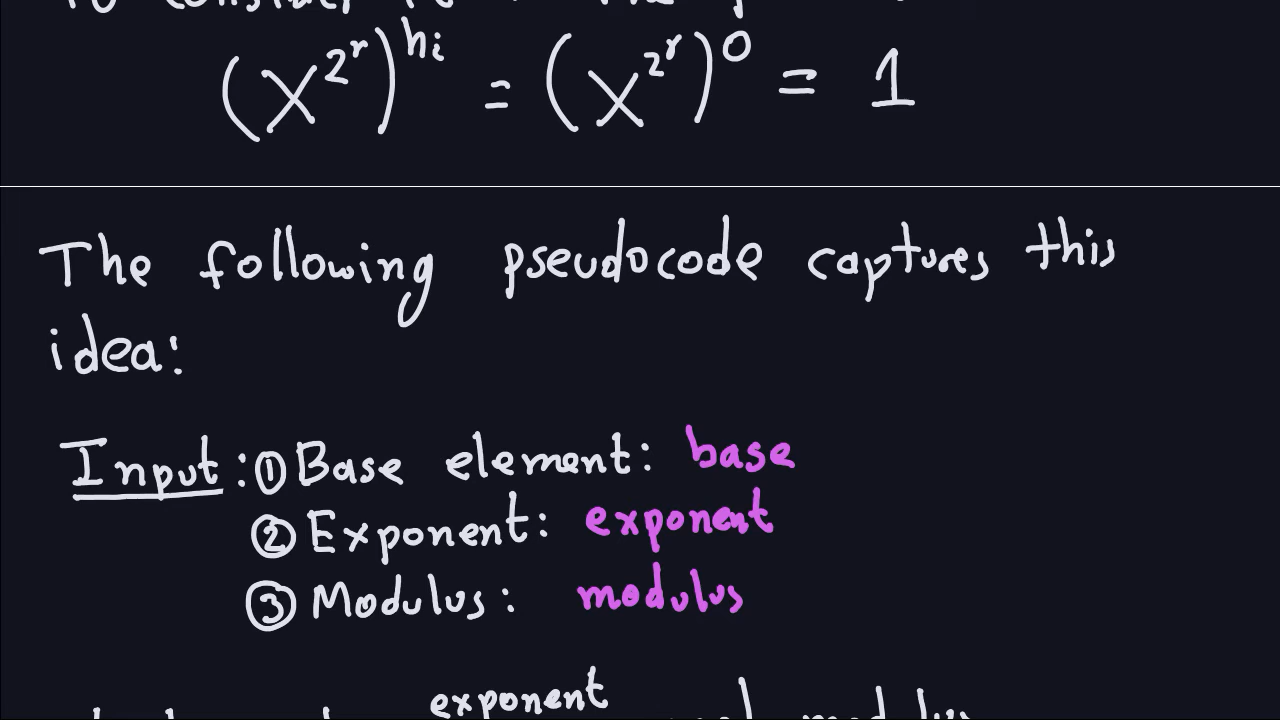 (x^{2^r})^{hi} = (x^{2^r})^0 = 1
The following pseudocode captures this
idea:
Input: ① Base element: base
② Exponent: exponent
③ Modulus: modulus
exponent